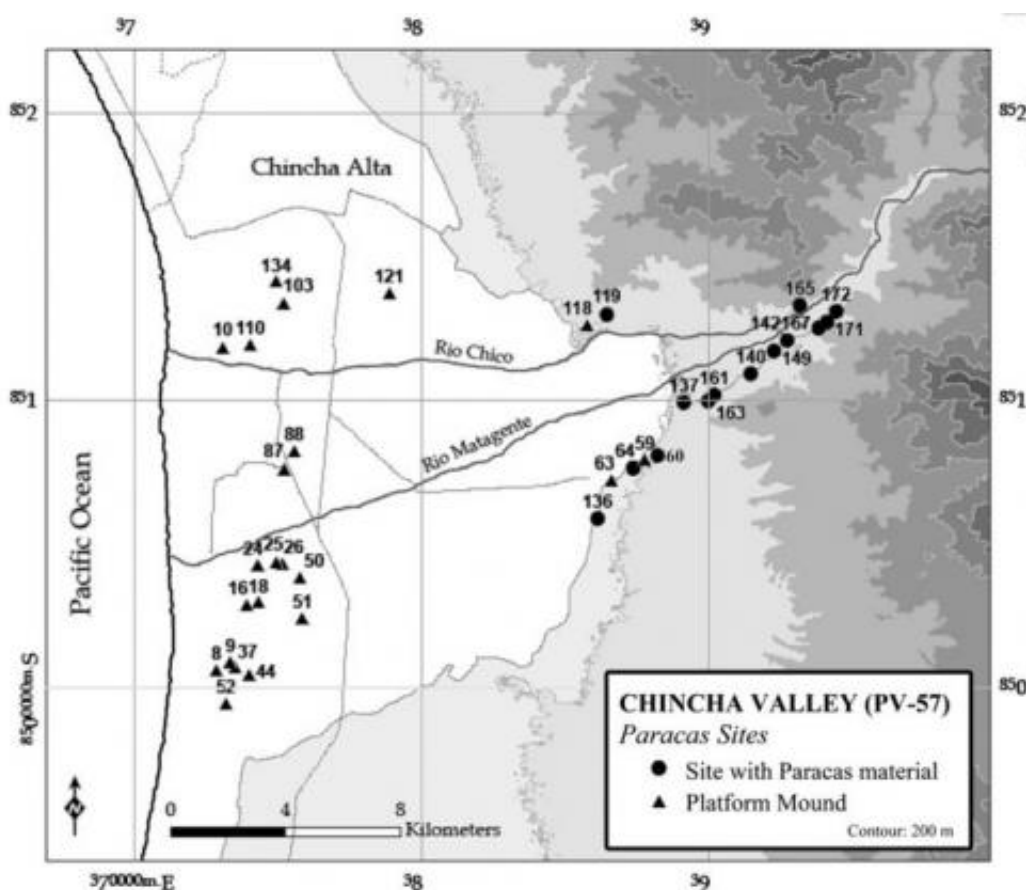 37 38 39
852 852
Chincha Alta
134
103
121
10 110
118 119
165 172
142 167
171
149
140
Rio Chico
161
137
163
851 851
Rio Matagente
88
87
59
64
60
63
136
24 25 26
50
16 18
51
9
8 37
44
52
Pacific Ocean
8500000m. S
850
N
0 4 8
Kilometers
CHINCHA VALLEY (PV-57)
Paracas Sites
Site with Paracas material
Platform Mound
Contour: 200 m
370000m. E 38 39